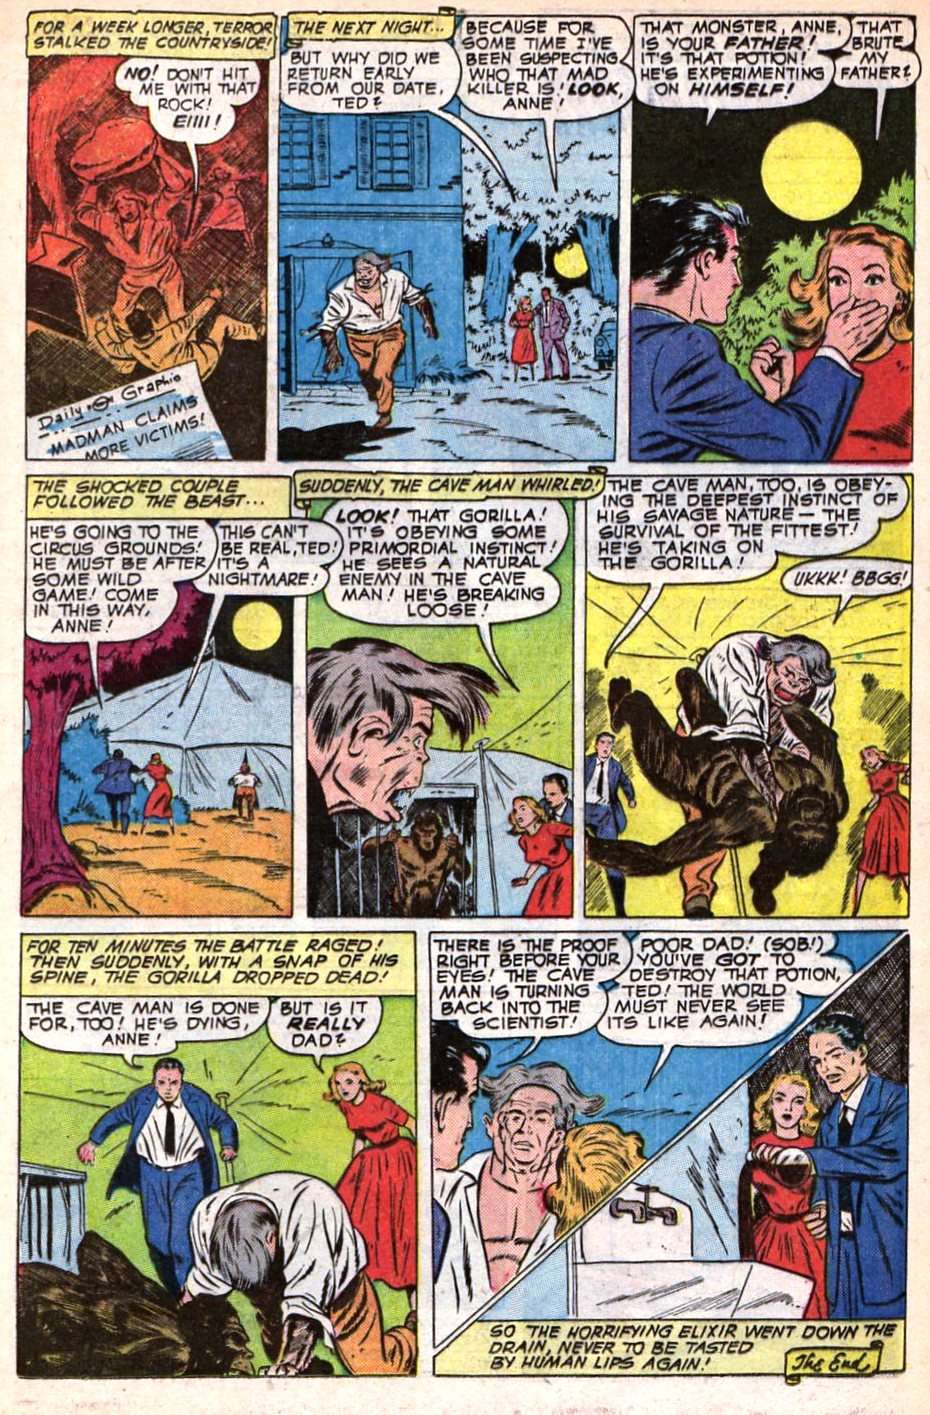 FOR A WEEK LONGER, TERROR
STALKED THE COUNTRYSIDE!
NO! DON'T HIT
ME WITH THAT
ROCK!
EIIII!
Daily Graphic
MADMAN CLAIMS
MORE VICTIMS!
THE NEXT NIGHT...
BUT WHY DID WE
RETURN EARLY
FROM OUR DATE,
TED?
BECAUSE FOR
SOME TIME I'VE
BEEN SUSPECTING
WHO THAT MAD
KILLER IS! LOOK,
ANNE!
THAT MONSTER, ANNE,
IS YOUR FATHER!
IT'S THAT POTION!
HE'S EXPERIMENTING
ON HIMSELF!
THAT
BRUTE
MY
FATHER?
THE SHOCKED COUPLE
FOLLOWED THE BEAST...
HE'S GOING TO THE
CIRCUS GROUNDS!
HE MUST BE AFTER
SOME WILD
GAME! COME
IN THIS WAY,
ANNE!
THIS CAN'T
BE REAL, TED!
IT'S A
NIGHTMARE!
SUDDENLY, THE CAVE MAN WHIRLED!
LOOK! THAT GORILLA!
IT'S OBEYING SOME
PRIMORDIAL INSTINCT!
HE SEES A NATURAL
ENEMY IN THE CAVE
MAN! HE'S BREAKING
LOOSE!
THE CAVE MAN, TOO, IS OBEY-
ING THE DEEPEST INSTINCT OF
HIS SAVAGE NATURE — THE
SURVIVAL OF THE FITTEST!
HE'S TAKING ON
THE GORILLA!
UKKK! BBGG!
FOR TEN MINUTES THE BATTLE RAGED!
THEN SUDDENLY, WITH A SNAP OF HIS
SPINE, THE GORILLA DROPPED DEAD!
THE CAVE MAN IS DONE
FOR, TOO! HE'S DYING,
ANNE!
BUT IS IT
REALLY
DAD?
THERE IS THE PROOF
RIGHT BEFORE YOUR
EYES! THE CAVE
MAN IS TURNING
BACK INTO THE
SCIENTIST!
POOR DAD! (SOB!)
YOU'VE GOT TO
DESTROY THAT POTION,
TED! THE WORLD
MUST NEVER SEE
ITS LIKE AGAIN!
SO THE HORRIFYING ELIXIR WENT DOWN THE
DRAIN, NEVER TO BE TASTED
BY HUMAN LIPS AGAIN!
The End